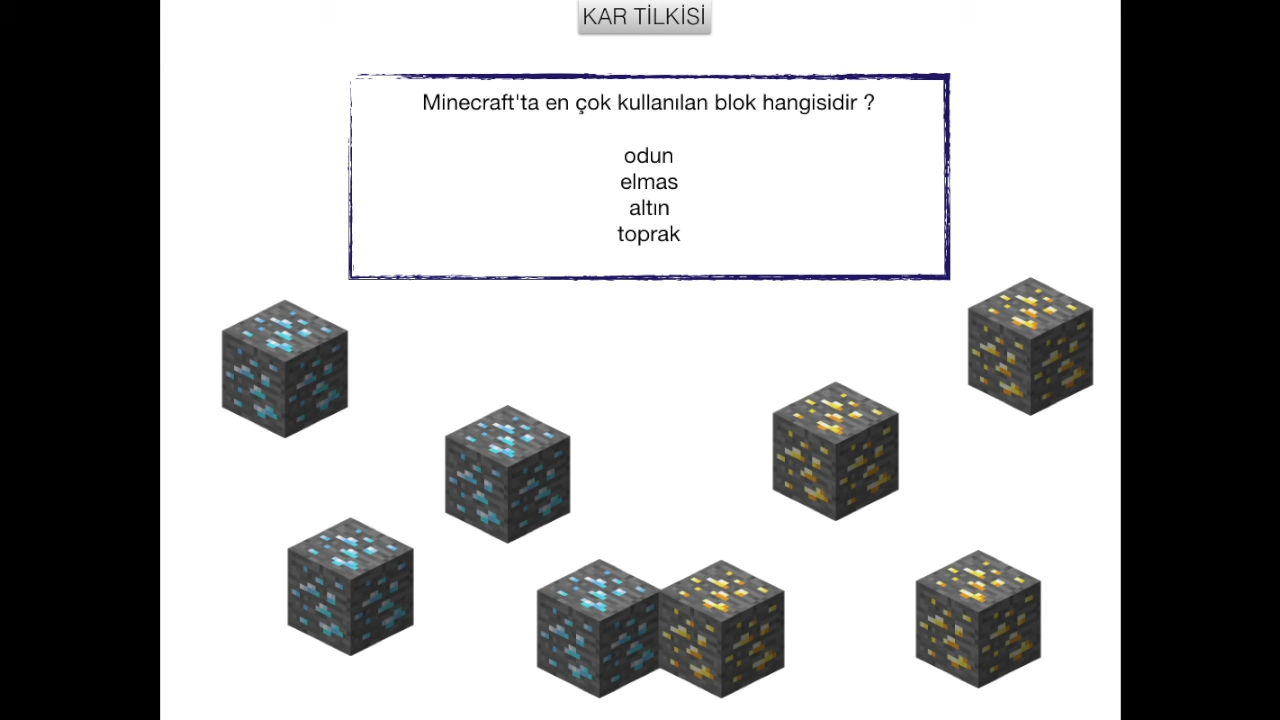 KAR TİLKİSİ
Minecraft'ta en çok kullanılan blok hangisidir ?
odun
elmas
altın
toprak